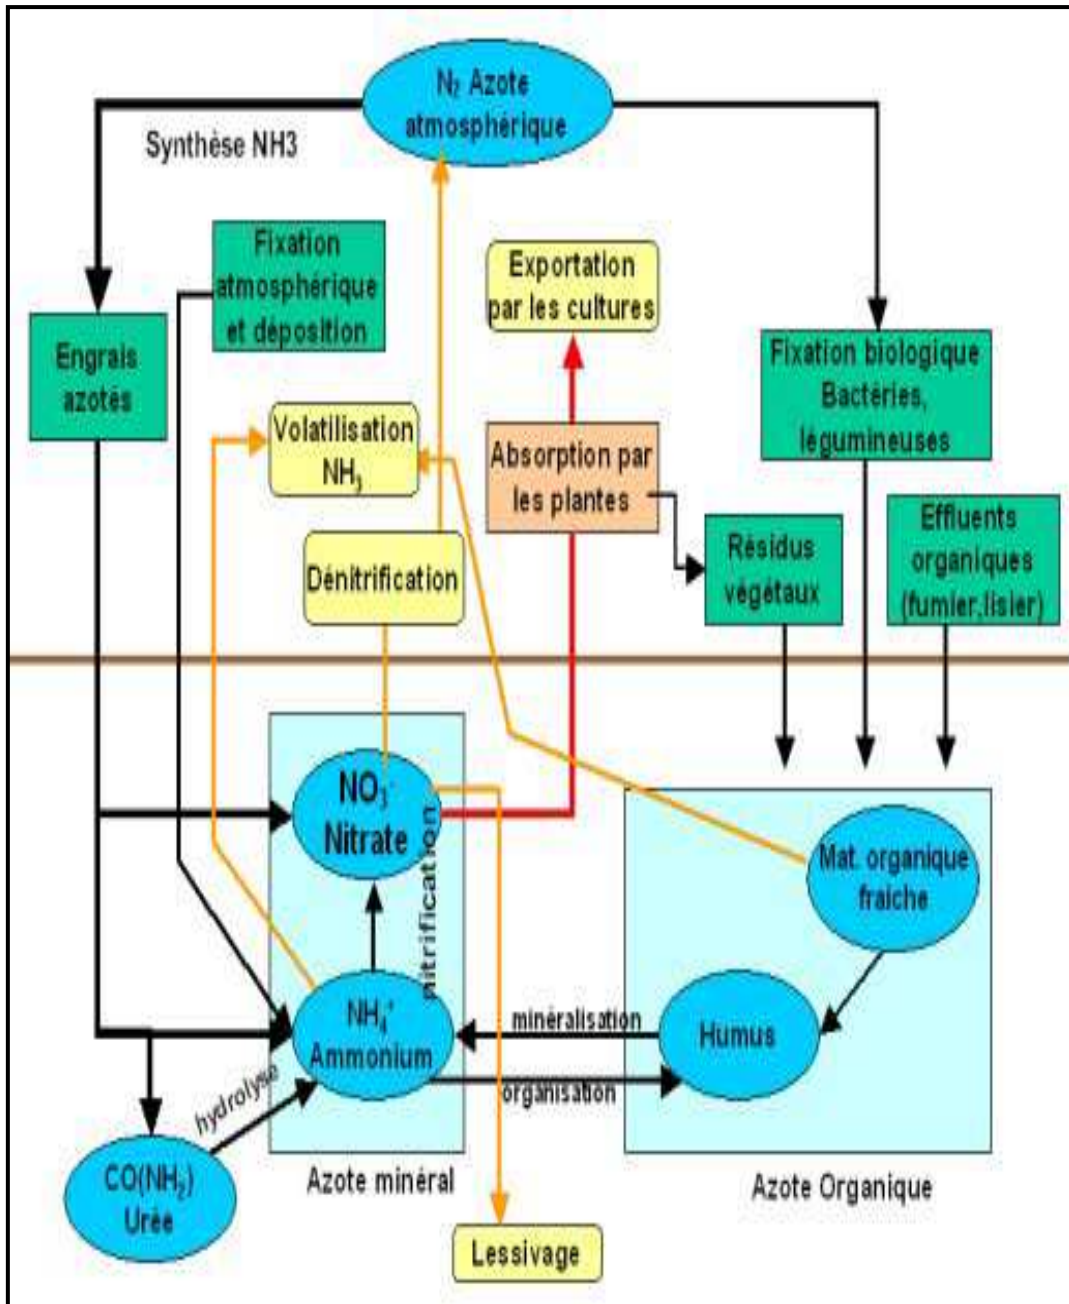 N₂ Azote
atmosphérique
Synthèse NH3
Fixation
atmosphérique
et déposition
Exportation
par les cultures
Engrais
azotés
Fixation biologique
Bactéries,
légumineuses
Volatilisation
NH₃
Absorption par
les plantes
Effluents
organiques
(fumier,lisier)
Résidus
végétaux
Dénitrification
NO₃⁻
Nitrate
nitrification
Mat. organique
fraiche
NH₄⁺
Ammonium
minéralisation
Humus
organisation
hydrolyse
CO(NH₂)
Urée
Azote minéral
Azote Organique
Lessivage